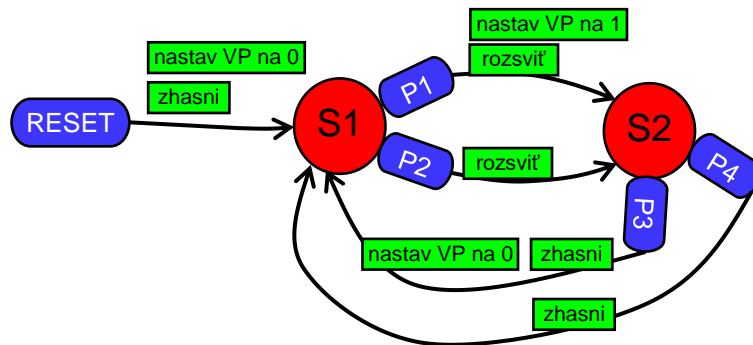 nastav VP na 0
zhasni
RESET
S1
P1
P2
nastav VP na 1
rozsviť
rozsviť
S2
P4
P3
nastav VP na 0
zhasni
zhasni